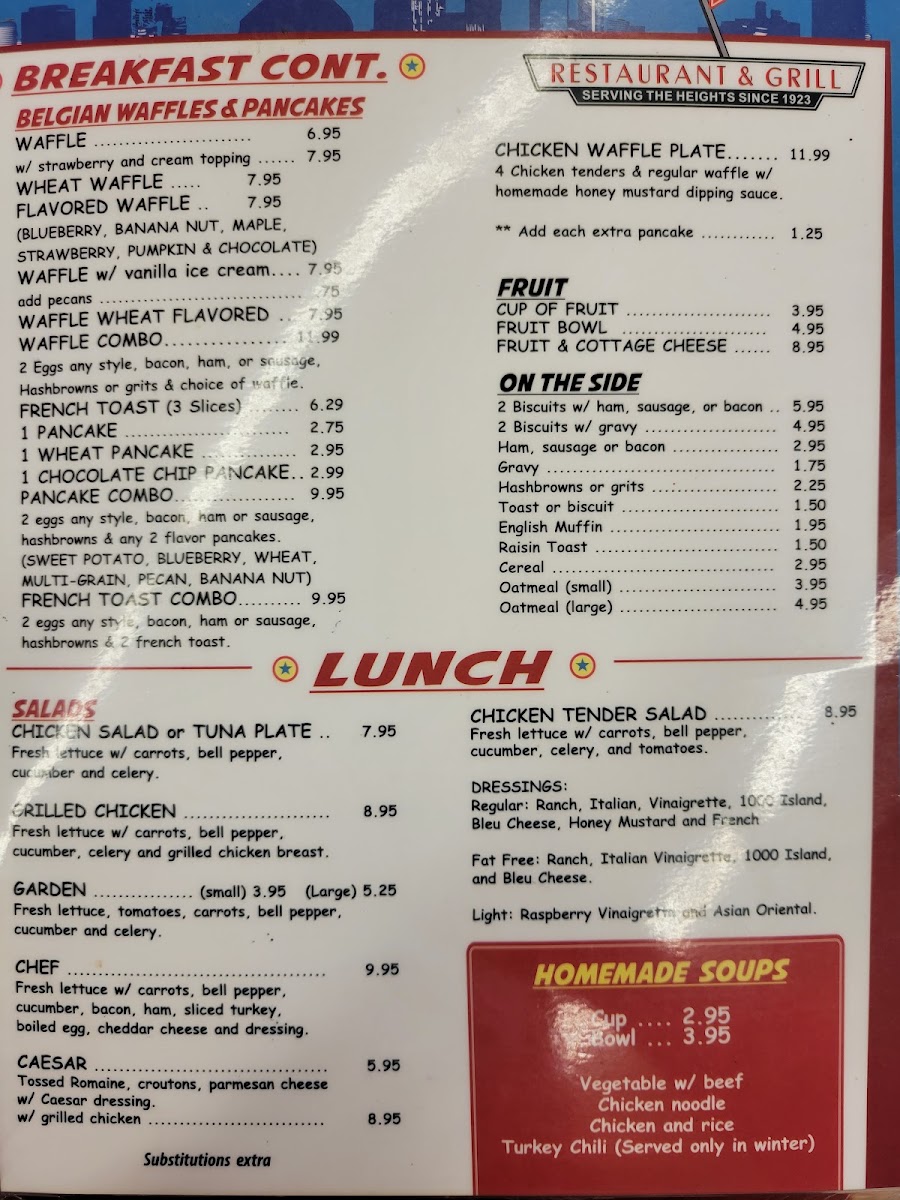 BREAKFAST CONT.
BELGIAN WAFFLES & PANCAKES
WAFFLE ........................ 6.95
w/ strawberry and cream topping ...... 7.95
WHEAT WAFFLE ..... 7.95
FLAVORED WAFFLE .. 7.95
(BLUEBERRY, BANANA NUT, MAPLE,
STRAWBERRY, PUMPKIN & CHOCOLATE)
WAFFLE w/ vanilla ice cream.... 7.95
add pecans ................................ .75
WAFFLE WHEAT FLAVORED ... 7.95
WAFFLE COMBO................. 11.99
2 Eggs any style, bacon, ham, or sausage,
Hashbrowns or grits & choice of waffle.
FRENCH TOAST (3 Slices) ........ 6.29
1 PANCAKE ......................... 2.75
1 WHEAT PANCAKE .............. 2.95
1 CHOCOLATE CHIP PANCAKE.. 2.99
PANCAKE COMBO.................. 9.95
2 eggs any style, bacon, ham or sausage,
hashbrowns & any 2 flavor pancakes.
(SWEET POTATO, BLUEBERRY, WHEAT,
MULTI-GRAIN, PECAN, BANANA NUT)
FRENCH TOAST COMBO.......... 9.95
2 eggs any style, bacon, ham or sausage,
hashbrowns & 2 french toast.
RESTAURANT & GRILL
SERVING THE HEIGHTS SINCE 1923
CHICKEN WAFFLE PLATE....... 11.99
4 Chicken tenders & regular waffle w/
homemade honey mustard dipping sauce.
** Add each extra pancake ............ 1.25
FRUIT
CUP OF FRUIT ....................... 3.95
FRUIT BOWL ........................ 4.95
FRUIT & COTTAGE CHEESE ...... 8.95
ON THE SIDE
2 Biscuits w/ ham, sausage, or bacon .. 5.95
2 Biscuits w/ gravy ..................... 4.95
Ham, sausage or bacon ................. 2.95
Gravy .................................... 1.75
Hashbrowns or grits .................... 2.25
Toast or biscuit ......................... 1.50
English Muffin ........................... 1.95
Raisin Toast ............................. 1.50
Cereal .................................... 2.95
Oatmeal (small) ......................... 3.95
Oatmeal (large) ......................... 4.95
LUNCH
SALADS
CHICKEN SALAD or TUNA PLATE .. 7.95
Fresh lettuce w/ carrots, bell pepper,
cucumber and celery.
GRILLED CHICKEN ...................... 8.95
Fresh lettuce w/ carrots, bell pepper,
cucumber, celery and grilled chicken breast.
GARDEN ................ (small) 3.95 (Large) 5.25
Fresh lettuce, tomatoes, carrots, bell pepper,
cucumber and celery.
CHEF ........................................ 9.95
Fresh lettuce w/ carrots, bell pepper,
cucumber, bacon, ham, sliced turkey,
boiled egg, cheddar cheese and dressing.
CAESAR .................................... 5.95
Tossed Romaine, croutons, parmesan cheese
w/ Caesar dressing.
w/ grilled chicken ............................ 8.95
Substitutions extra
CHICKEN TENDER SALAD .............. 8.95
Fresh lettuce w/ carrots, bell pepper,
cucumber, celery, and tomatoes.
DRESSINGS:
Regular: Ranch, Italian, Vinaigrette, 1000 Island,
Bleu Cheese, Honey Mustard and French
Fat Free: Ranch, Italian Vinaigrette, 1000 Island,
and Bleu Cheese.
Light: Raspberry Vinaigrette and Asian Oriental.
HOMEMADE SOUPS
Cup .... 2.95
Bowl ... 3.95
Vegetable w/ beef
Chicken noodle
Chicken and rice
Turkey Chili (Served only in winter)